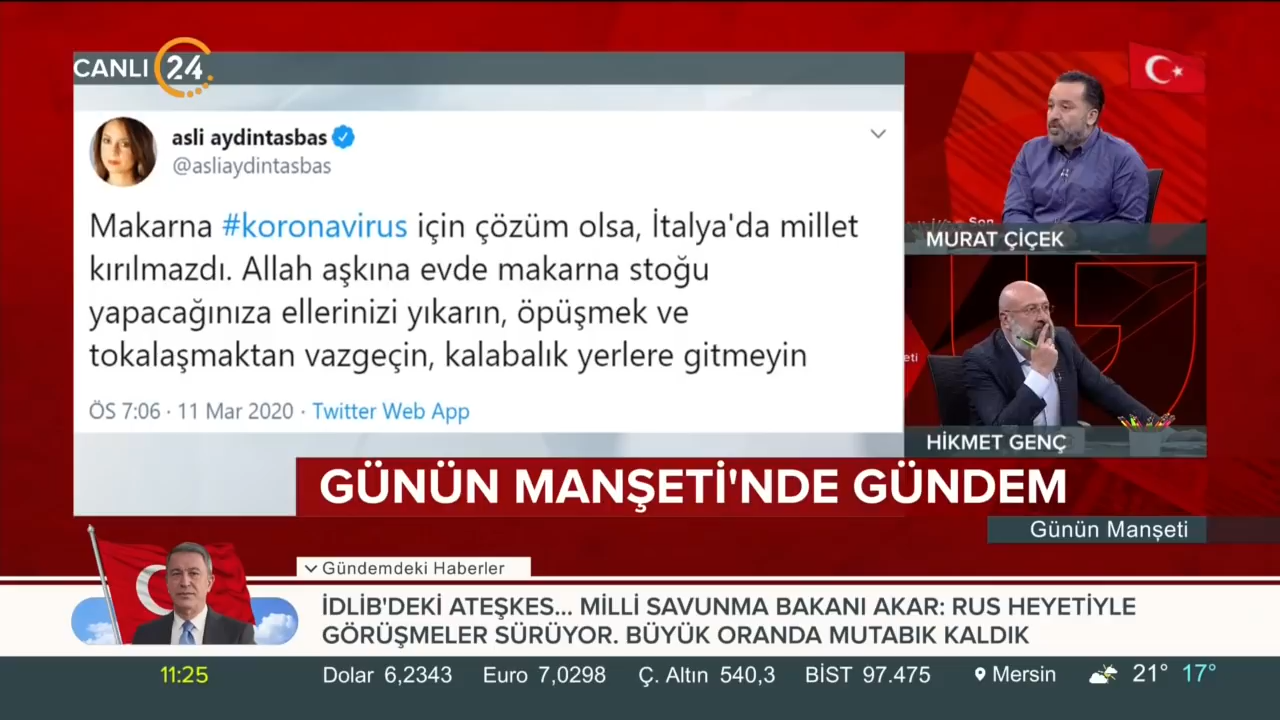 CANLI 24
asli aydintasbas
@asliaydintasbas
Makarna #koronavirus için çözüm olsa, İtalya'da millet
kırılmazdı. Allah aşkına evde makarna stoğu
yapacağınıza ellerinizi yıkarın, öpüşmek ve
tokalaşmaktan vazgeçin, kalabalık yerlere gitmeyin
ÖS 7:06 · 11 Mar 2020 · Twitter Web App
Son
MURAT ÇİÇEK
eti
HİKMET GENÇ
GÜNÜN MANŞETİ'NDE GÜNDEM
Günün Manşeti
Gündemdeki Haberler
İDLİB'DEKİ ATEŞKES... MİLLİ SAVUNMA BAKANI AKAR: RUS HEYETİYLE
GÖRÜŞMELER SÜRÜYOR. BÜYÜK ORANDA MUTABIK KALDIK
11:25 Dolar 6,2343 Euro 7,0298 Ç. Altın 540,3 BİST 97.475 Mersin 21° 17°